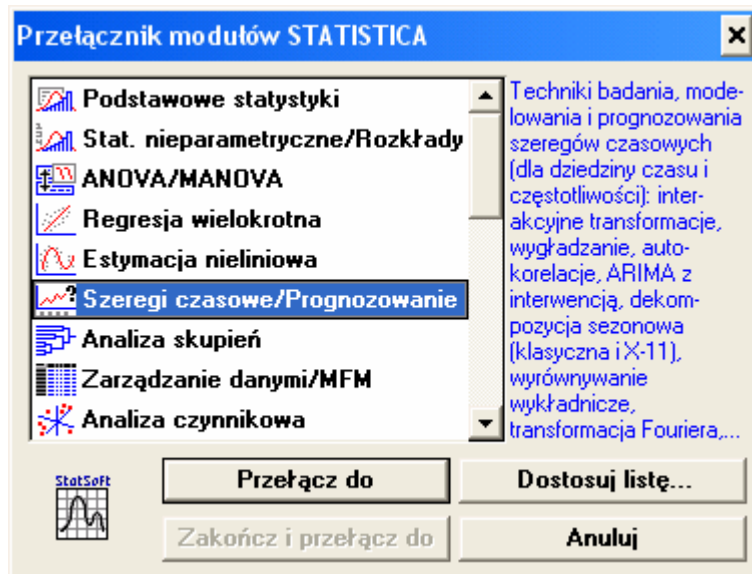 Przełącznik modułów STATISTICA
Podstawowe statystyki
Stat. nieparametryczne/Rozkłady
ANOVA/MANOVA
Regresja wielokrotna
Estymacja nieliniowa
Szeregi czasowe/Prognozowanie
Analiza skupień
Zarządzanie danymi/MFM
Analiza czynnikowa
Techniki badania, mode-
lowania i prognozowania
szeregów czasowych
(dla dziedziny czasu i
częstotliwości): inter-
akcyjne transformacje,
wygładzanie, auto-
korelacje, ARIMA z
interwencją, dekom-
pozycja sezonowa
(klasyczna i X-11),
wyrównywanie
wykładnicze,
transformacja Fouriera,...
StatSoft
Przełącz do
Dostosuj listę...
Zakończ i przełącz do
Anuluj